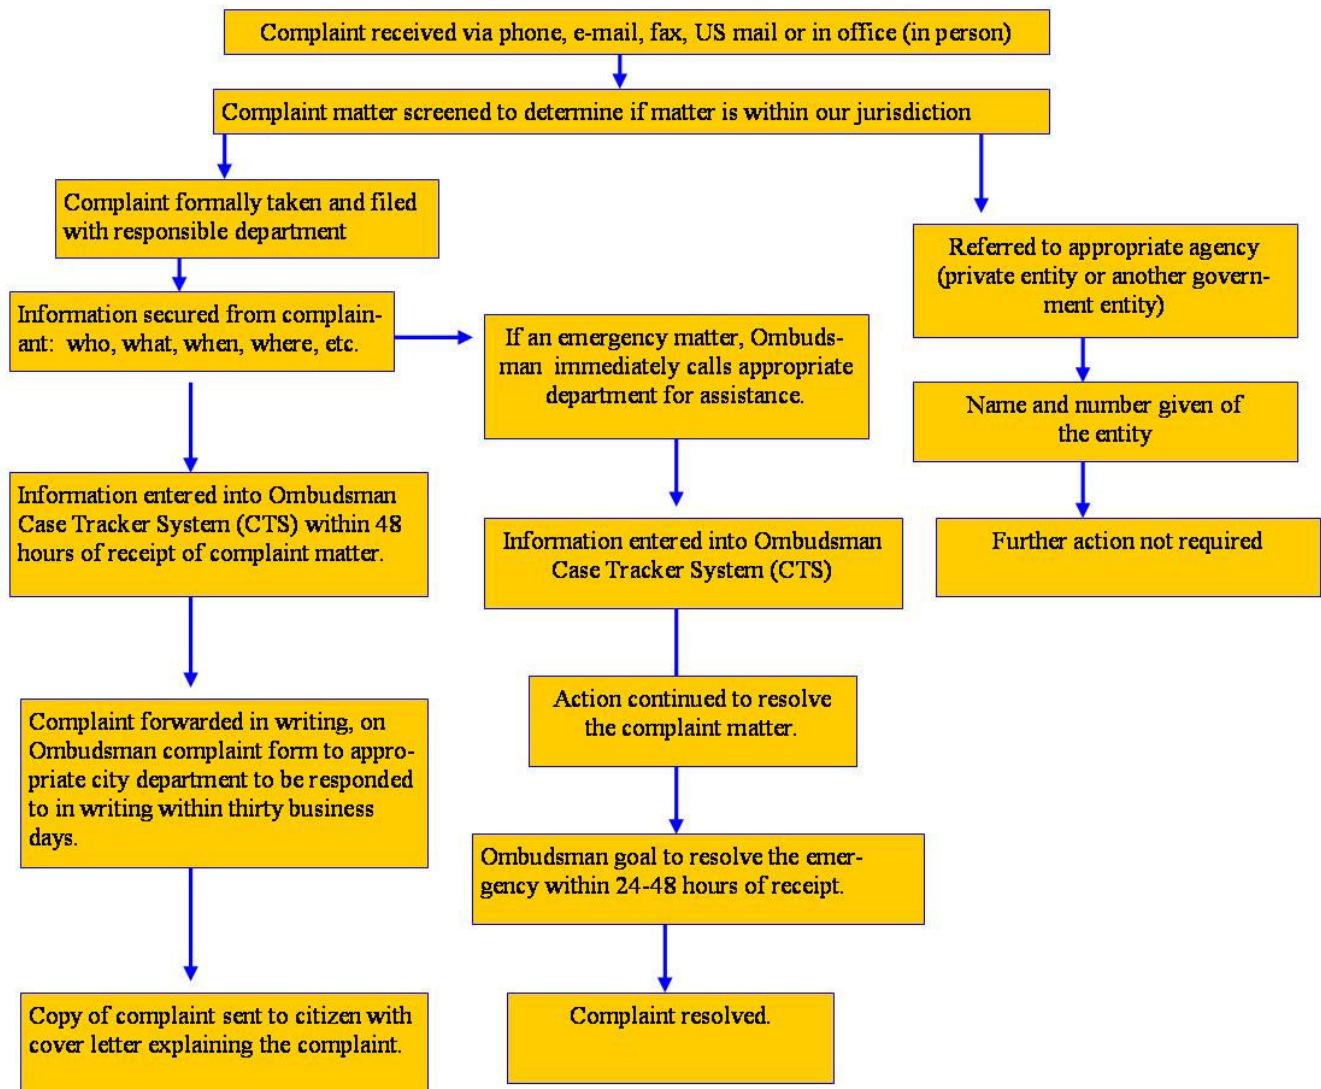 Complaint received via phone, e-mail, fax, US mail or in office (in person)
Complaint matter screened to determine if matter is within our jurisdiction
Complaint formally taken and filed
with responsible department
Information secured from complain-
ant: who, what, when, where, etc.
Information entered into Ombudsman
Case Tracker System (CTS) within 48
hours of receipt of complaint matter.
Complaint forwarded in writing, on
Ombudsman complaint form to appro-
priate city department to be responded
to in writing within thirty business
days.
Copy of complaint sent to citizen with
cover letter explaining the complaint.
If an emergency matter, Ombuds-
man immediately calls appropriate
department for assistance.
Information entered into Ombudsman
Case Tracker System (CTS)
Action continued to resolve
the complaint matter.
Ombudsman goal to resolve the emer-
gency within 24-48 hours of receipt.
Complaint resolved.
Referred to appropriate agency
(private entity or another govern-
ment entity)
Name and number given of
the entity
Further action not required